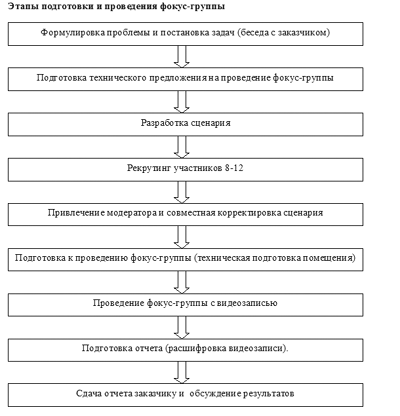 Этапы подготовки и проведения фокус-группы
Формулировка проблемы и постановка задач (беседа с заказчиком)
Подготовка технического предложения на проведение фокус-группы
Разработка сценария
Рекрутинг участников 8-12
Привлечение модератора и совместная корректировка сценария
Подготовка к проведению фокус-группы (техническая подготовка помещения)
Проведение фокус-группы с видеозаписью
Подготовка отчета (расшифровка видеозаписи).
Сдача отчета заказчику и обсуждение результатов